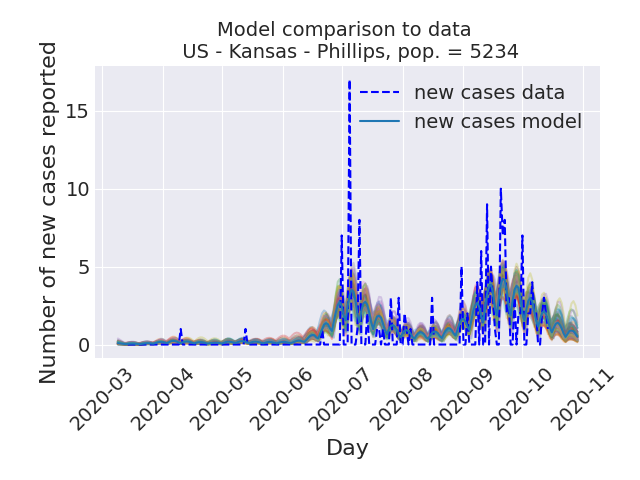 Model comparison to data
US - Kansas - Phillips, pop. = 5234
Number of new cases reported
15
10
5
0
new cases data
new cases model
2020-03
2020-04
2020-05
2020-06
2020-07
2020-08
2020-09
2020-10
2020-11
Day